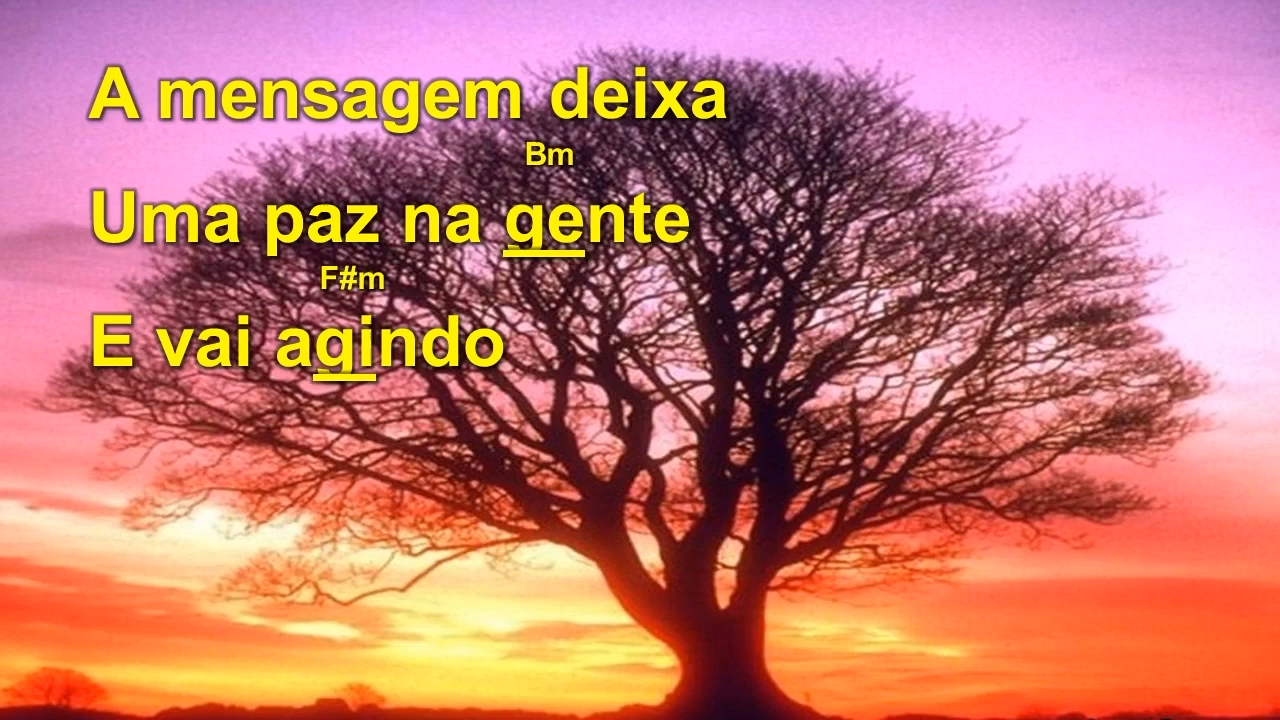 A mensagem deixa
Bm
Uma paz na gente
F#m
E vai agindo